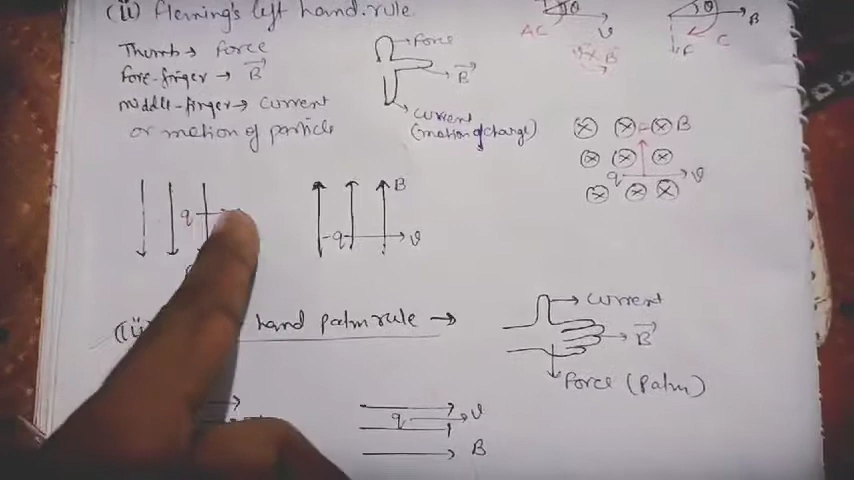 (ii) Fleming's left hand rule
Thumb → Force
Fore-finger → B
middle-finger → Current
or motion of particle
Force
B
Current
(motion of charge)
AC
v
v × B
θ
B
F
C
B
q
v
q
B
q
v
hand palm rule →
Current
B
Force (Palm)
v
q
B